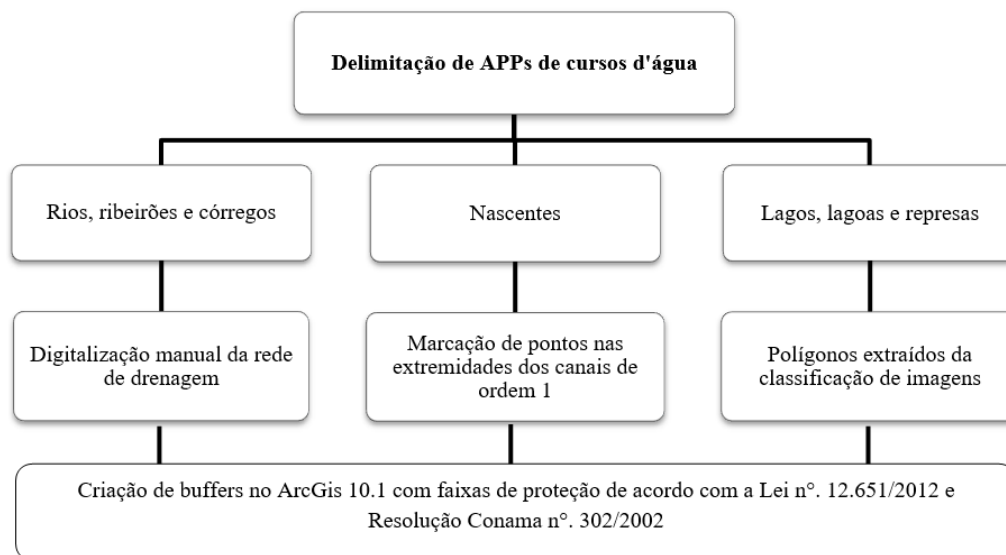 Delimitação de APPs de cursos d'água
Rios, ribeirões e córregos
Nascentes
Lagos, lagoas e represas
Digitalização manual da rede
de drenagem
Marcação de pontos nas
extremidades dos canais de
ordem 1
Polígonos extraídos da
classificação de imagens
Criação de buffers no ArcGis 10.1 com faixas de proteção de acordo com a Lei n°. 12.651/2012 e
Resolução Conama n°. 302/2002